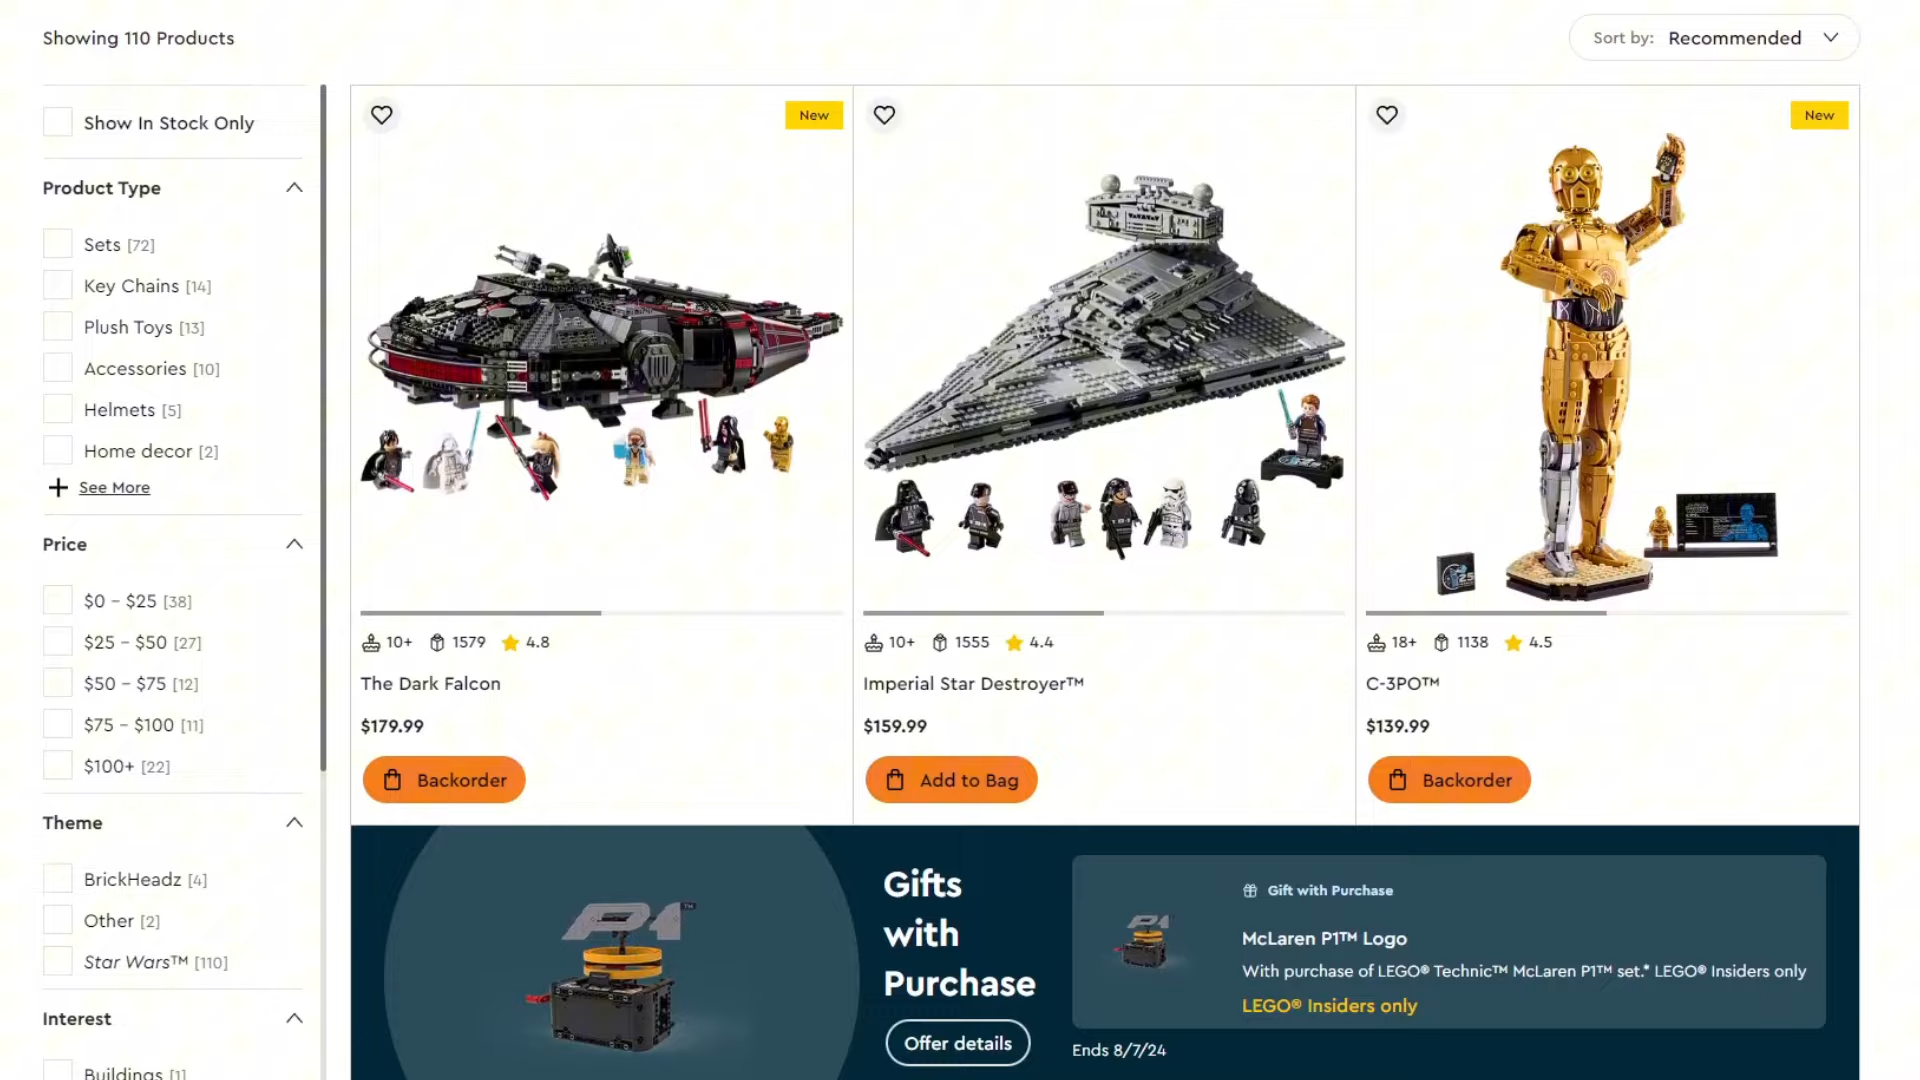 Showing 110 Products
Sort by: Recommended
Show In Stock Only
Product Type
Sets [72]
Key Chains [14]
Plush Toys [13]
Accessories [10]
Helmets [5]
Home decor [2]
See More
Price
$0 – $25 [38]
$25 – $50 [27]
$50 – $75 [12]
$75 – $100 [11]
$100+ [22]
Theme
BrickHeadz [4]
Other [2]
Star Wars™ [110]
Interest
Buildings [1]
New
10+ 1579 4.8
The Dark Falcon
$179.99
Backorder
10+ 1555 4.4
Imperial Star Destroyer™
$159.99
Add to Bag
New
25
18+ 1138 4.5
C-3PO™
$139.99
Backorder
P1™
Gifts
with
Purchase
Offer details
Gift with Purchase
McLaren P1™ Logo
With purchase of LEGO® Technic™ McLaren P1™ set.* LEGO® Insiders only
LEGO® Insiders only
Ends 8/7/24